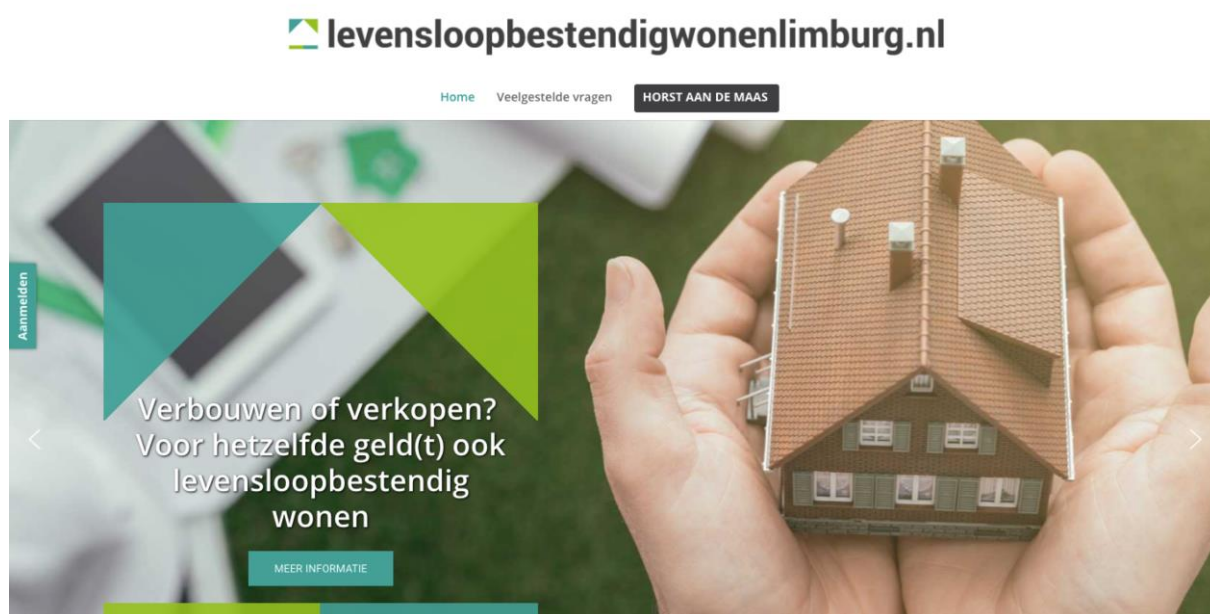 levensloopbestendigwonenlimburg.nl
Home Veelgestelde vragen HORST AAN DE MAAS
Aanmelden
Verbouwen of verkopen?
Voor hetzelfde geld(t) ook
levensloopbestendig
wonen
MEER INFORMATIE